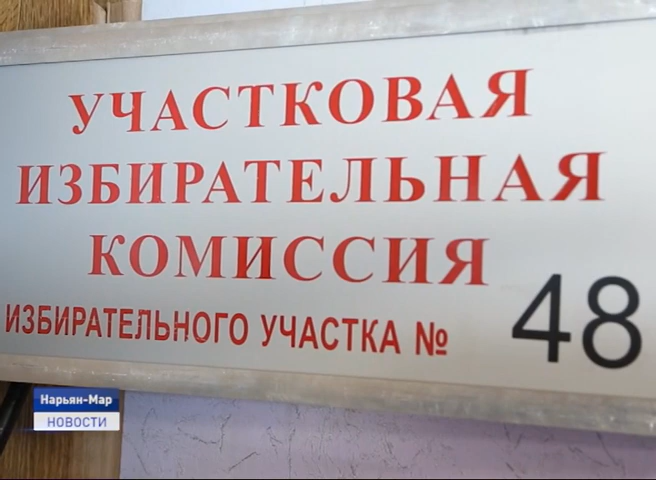 УЧАСТКОВАЯ
ИЗБИРАТЕЛЬНАЯ
КОМИССИЯ
ИЗБИРАТЕЛЬНОГО УЧАСТКА № 48
Нарьян-Мар
НОВОСТИ